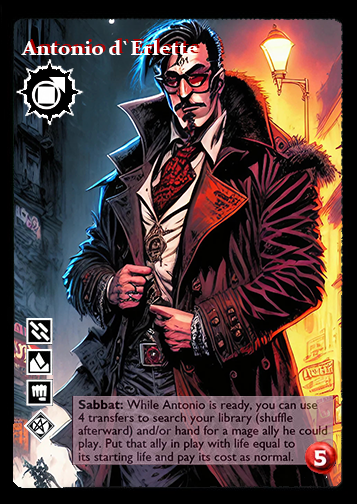 Antonio d`Erlette
Sabbat: While Antonio is ready, you can use
4 transfers to search your library (shuffle
afterward) and/or hand for a mage ally he could
play. Put that ally in play with life equal to
its starting life and pay its cost as normal.
5